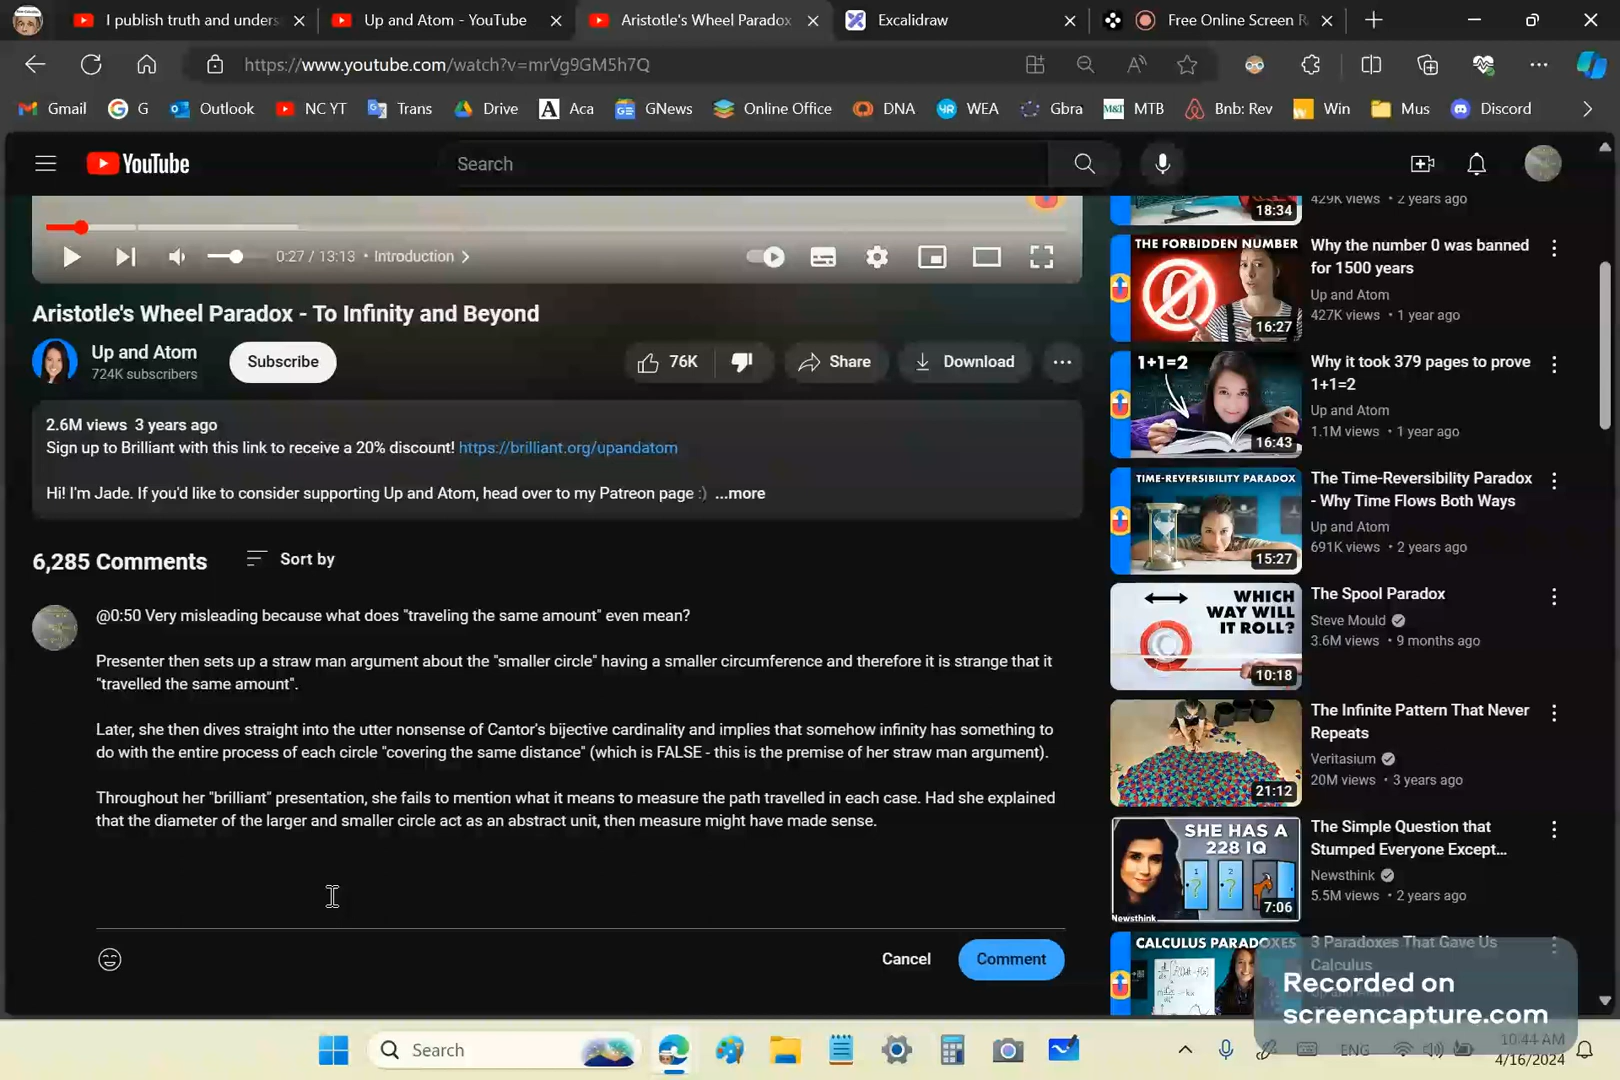 I publish truth and unders
Up and Atom - YouTube
Aristotle's Wheel Paradox
Excalidraw
Free Online Screen R
https://www.youtube.com/watch?v=mrVg9GM5h7Q
Gmail
G
Outlook
NC YT
Trans
Drive
A Aca
GNews
Online Office
DNA
YR WEA
Gbra
M&T MTB
Bnb: Rev
Win
Mus
Discord
YouTube
Search
0:27 / 13:13 • Introduction >
Aristotle's Wheel Paradox - To Infinity and Beyond
Up and Atom
724K subscribers
Subscribe
76K
Share
Download
2.6M views 3 years ago
Sign up to Brilliant with this link to receive a 20% discount! https://brilliant.org/upandatom
Hi! I'm Jade. If you'd like to consider supporting Up and Atom, head over to my Patreon page :) ...more
6,285 Comments
Sort by
@0:50 Very misleading because what does "traveling the same amount" even mean?
Presenter then sets up a straw man argument about the "smaller circle" having a smaller circumference and therefore it is strange that it
"travelled the same amount".
Later, she then dives straight into the utter nonsense of Cantor's bijective cardinality and implies that somehow infinity has something to
do with the entire process of each circle "covering the same distance" (which is FALSE - this is the premise of her straw man argument).
Throughout her "brilliant" presentation, she fails to mention what it means to measure the path travelled in each case. Had she explained
that the diameter of the larger and smaller circle act as an abstract unit, then measure might have made sense.
Cancel
Comment
18:34
429K views • 2 years ago
THE FORBIDDEN NUMBER
0
16:27
Why the number 0 was banned
for 1500 years
Up and Atom
427K views • 1 year ago
1+1=2
16:43
Why it took 379 pages to prove
1+1=2
Up and Atom
1.1M views • 1 year ago
TIME-REVERSIBILITY PARADOX
15:27
The Time-Reversibility Paradox
- Why Time Flows Both Ways
Up and Atom
691K views • 2 years ago
WHICH
WAY WILL
IT ROLL?
10:18
The Spool Paradox
Steve Mould
3.6M views • 9 months ago
21:12
The Infinite Pattern That Never
Repeats
Veritasium
20M views • 3 years ago
SHE HAS A
228 IQ
1
2
?
?
Newsthink
7:06
The Simple Question that
Stumped Everyone Except...
Newsthink
5.5M views • 2 years ago
CALCULUS PARADOXES
3 Paradoxes That Gave Us
Calculus
Recorded on
screencapture.com
Search
ENG
10:44 AM
4/16/2024